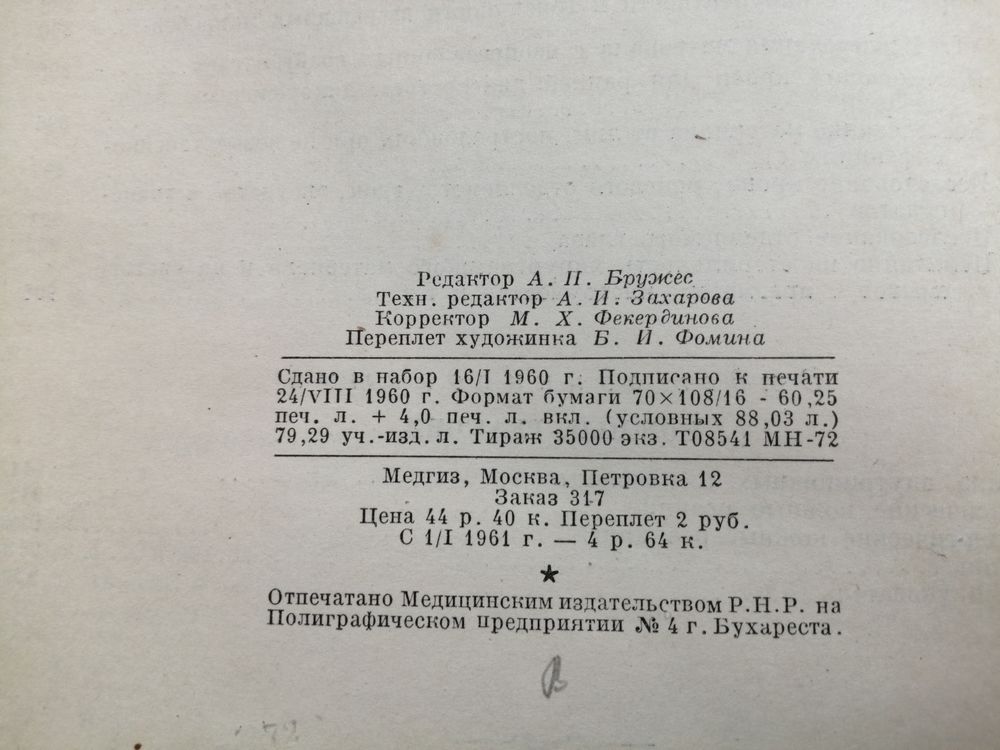 Редактор А. П. Бружес
Техн. редактор А. И. Захарова
Корректор М. Х. Фекердинова
Переплет художинка Б. И. Фомина
Сдано в набор 16/I 1960 г. Подписано к печати
24/VIII 1960 г. Формат бумаги 70×108/16 - 60,25
печ. л. + 4,0 печ. л. вкл. (условных 88,03 л.)
79,29 уч.-изд. л. Тираж 35000 экз. Т08541 МН-72
Медгиз, Москва, Петровка 12
Заказ 317
Цена 44 р. 40 к. Переплет 2 руб.
С 1/I 1961 г. — 4 р. 64 к.
Отпечатано Медицинским издательством Р.Н.Р. на
Полиграфическом предприятии № 4 г. Бухареста.